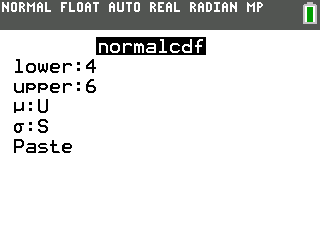 NORMAL FLOAT AUTO REAL RADIAN MP
normalcdf
lower:4
upper:6
μ:U
σ:S
Paste